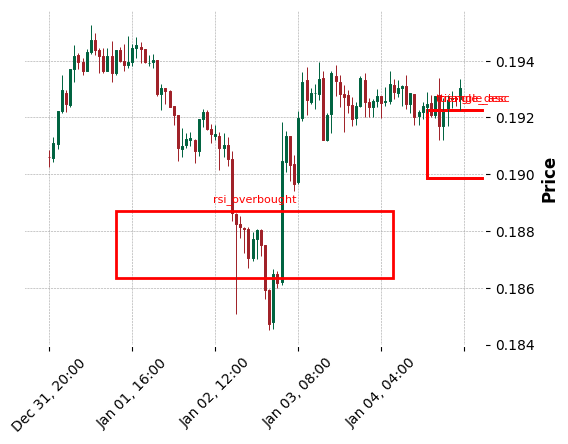 0.194
0.192
0.190
0.188
0.186
0.184
Price
rsi_overbought
Dec 31, 20:00
Jan 01, 16:00
Jan 02, 12:00
Jan 03, 08:00
Jan 04, 04:00